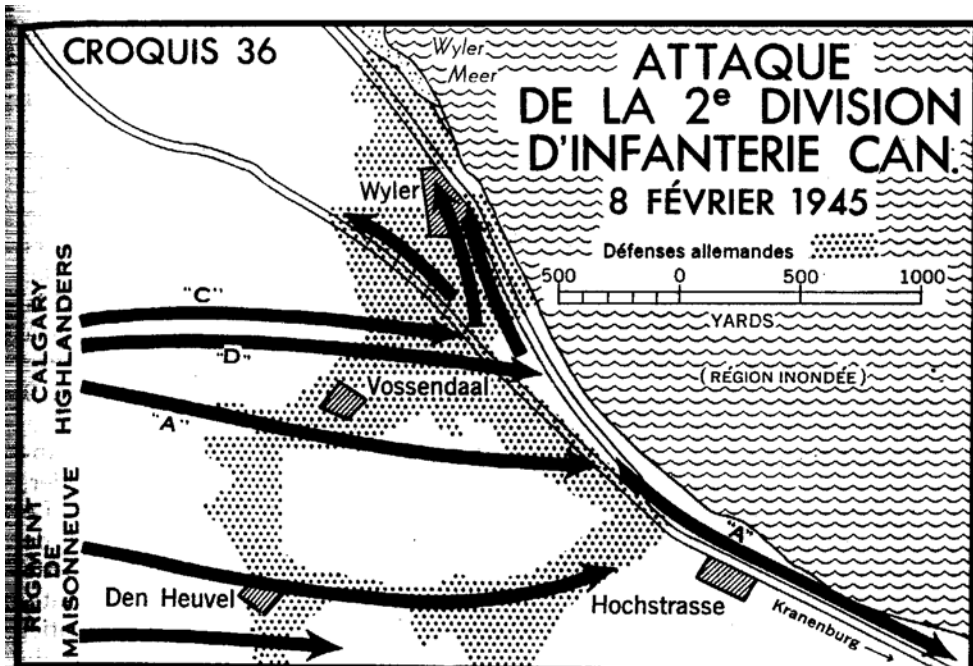 CROQUIS 36
ATTAQUE
DE LA 2e DIVISION
D'INFANTERIE CAN.
8 FÉVRIER 1945
Wyler
Meer
Défenses allemandes
500 0 500 1000
YARDS
(RÉGION INONDÉE)
Wyler
CALGARY
HIGHLANDERS
"C"
"D"
Vossendaal
"A"
RÉGIMENT
DE
MAISONNEUVE
Den Heuvel
"A"
Hochstrasse
Kranenburg